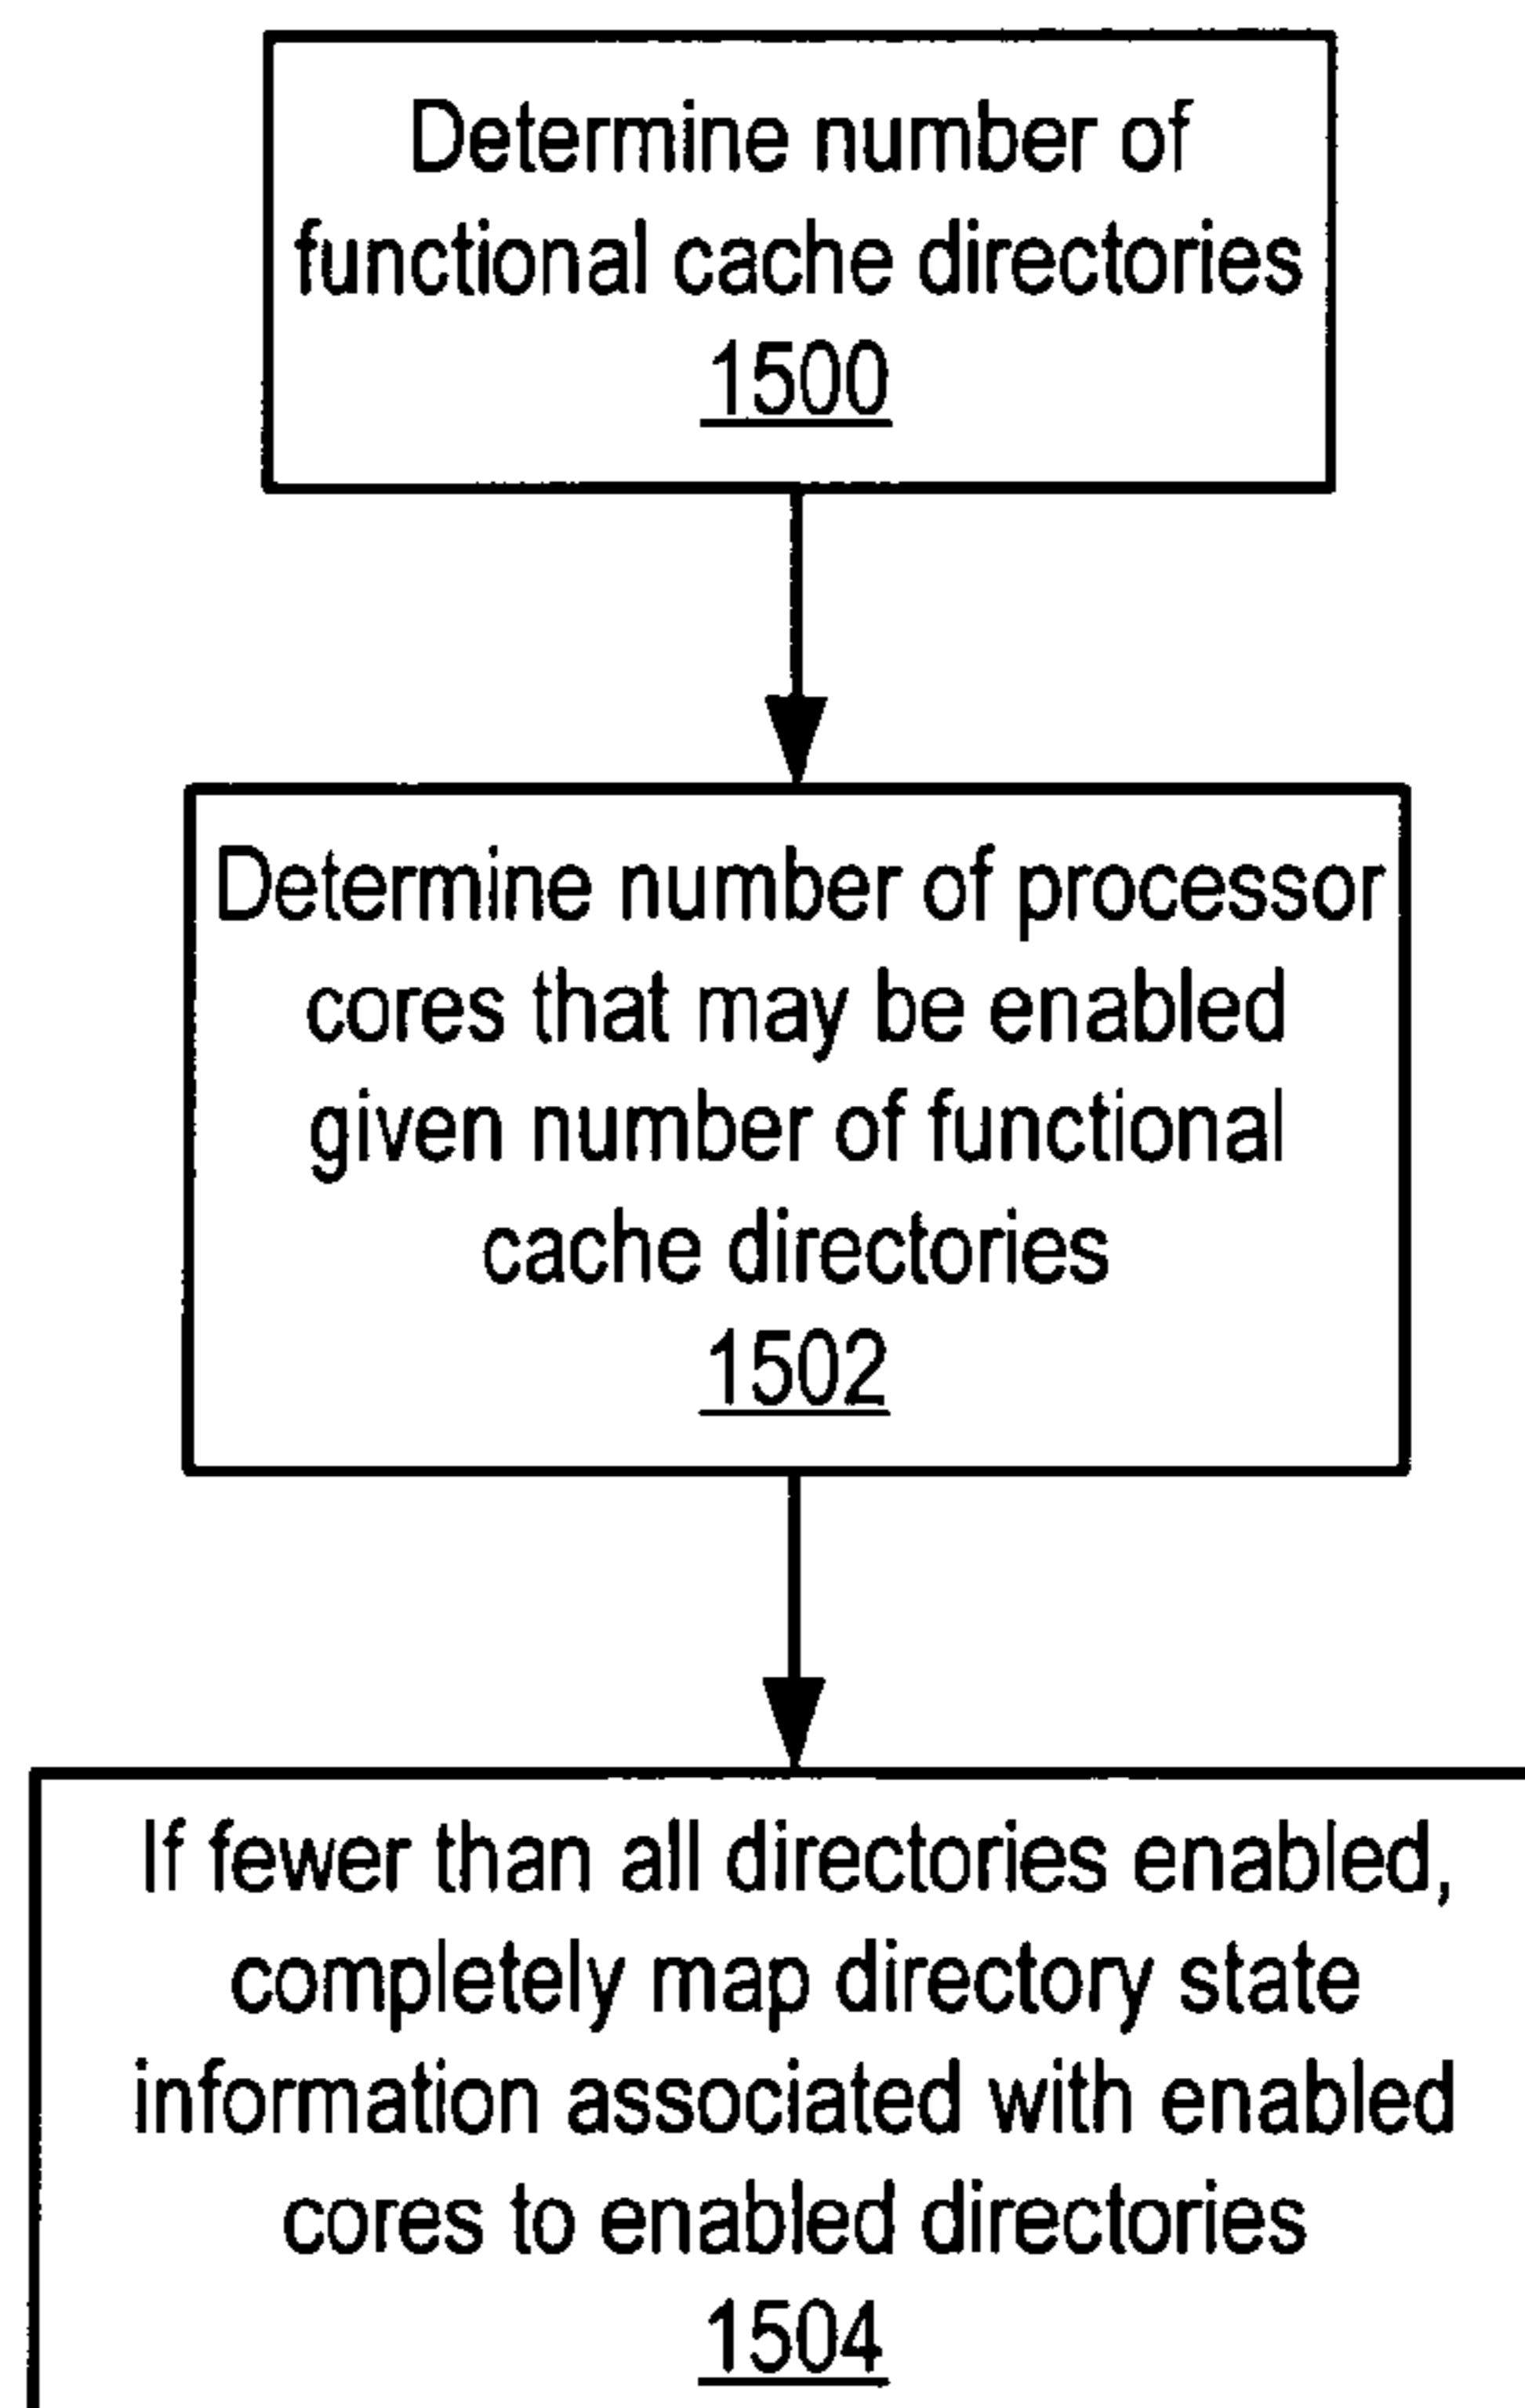 Determine number of
functional cache directories
1500
Determine number of processor
cores that may be enabled
given number of functional
cache directories
1502
If fewer than all directories enabled,
completely map directory state
information associated with enabled
cores to enabled directories
1504